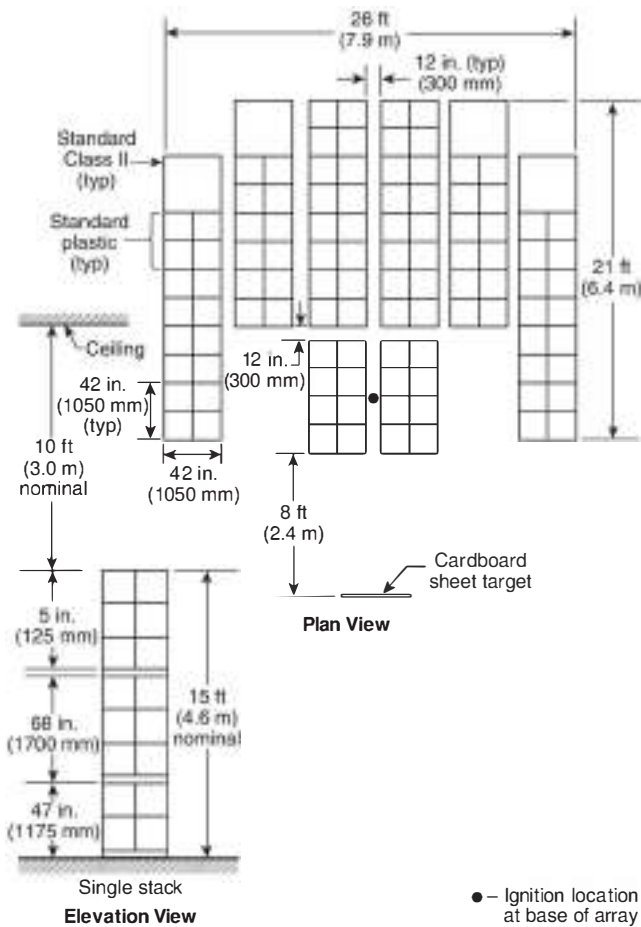 26 ft
(7.9 m)
12 in. (typ)
(300 mm)
Standard
Class II
(typ)
Standard
plastic
(typ)
21 ft
(6.4 m)
Ceiling
12 in.
(300 mm)
42 in.
(1050 mm)
(typ)
10 ft
(3.0 m)
nominal
42 in.
(1050 mm)
8 ft
(2.4 m)
Cardboard
sheet target
Plan View
5 in.
(125 mm)
15 ft
(4.6 m)
nominal
68 in.
(1700 mm)
47 in.
(1175 mm)
Single stack
Elevation View
● – Ignition location
at base of array